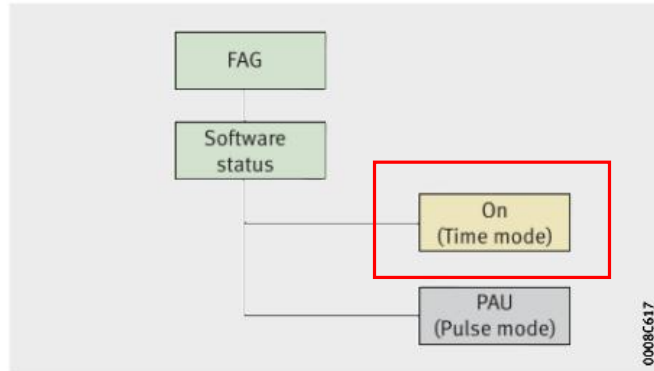 FAG
Software
status
On
(Time mode)
PAU
(Pulse mode)
0008C617